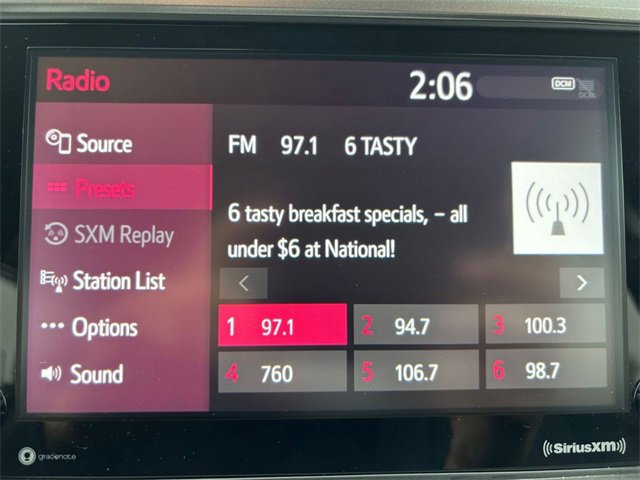 Radio
2:06
DCM
DCM
Source
FM 97.1 6 TASTY
Presets
SXM Replay
6 tasty breakfast specials, – all
under $6 at National!
Station List
< >
Options
1 97.1 2 94.7 3 100.3
Sound
4 760 5 106.7 6 98.7
gracenote
SiriusXM